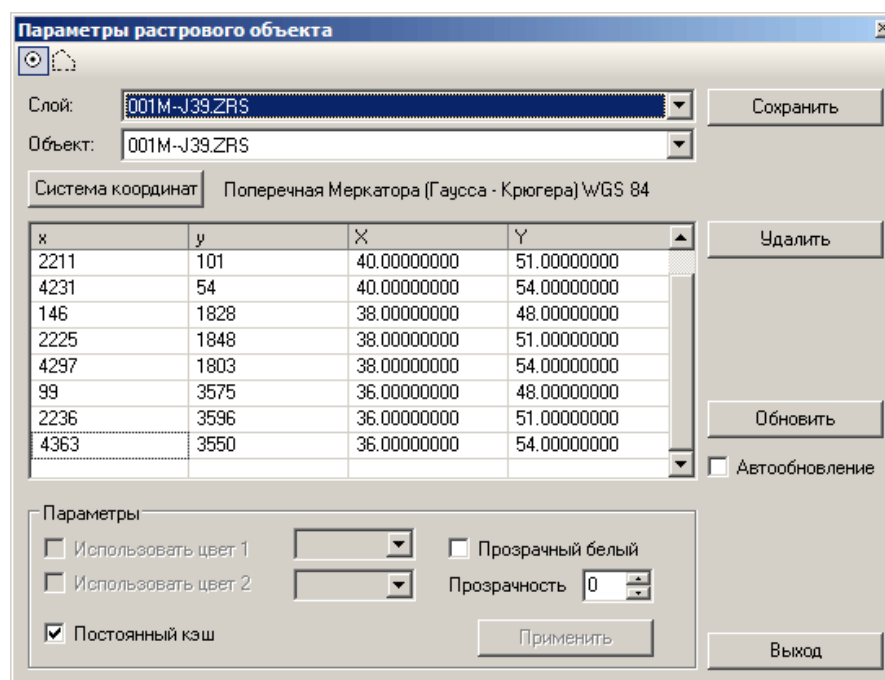 Параметры растрового объекта
Слой: 001M--J39.ZRS Сохранить
Объект: 001M--J39.ZRS
Система координат Поперечная Меркатора (Гаусса - Крюгера) WGS 84
x y X Y Удалить
2211 101 40.00000000 51.00000000
4231 54 40.00000000 54.00000000
146 1828 38.00000000 48.00000000
2225 1848 38.00000000 51.00000000
4297 1803 38.00000000 54.00000000
99 3575 36.00000000 48.00000000
2236 3596 36.00000000 51.00000000 Обновить
4363 3550 36.00000000 54.00000000
Автообновление
Параметры
Использовать цвет 1 Прозрачный белый
Использовать цвет 2 Прозрачность 0
Постоянный кэш Применить
Выход